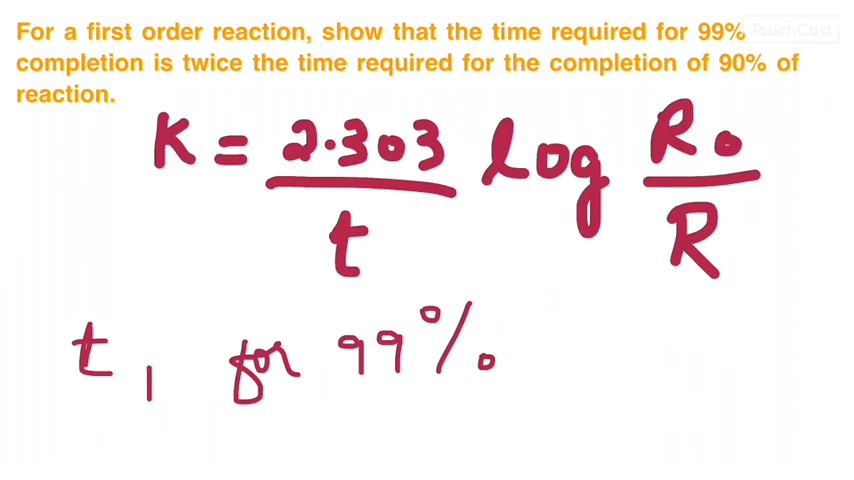 For a first order reaction, show that the time required for 99% TouchCast
completion is twice the time required for the completion of 90% of
reaction.
K = 2.303/t log R₀/R
t₁ for 99%